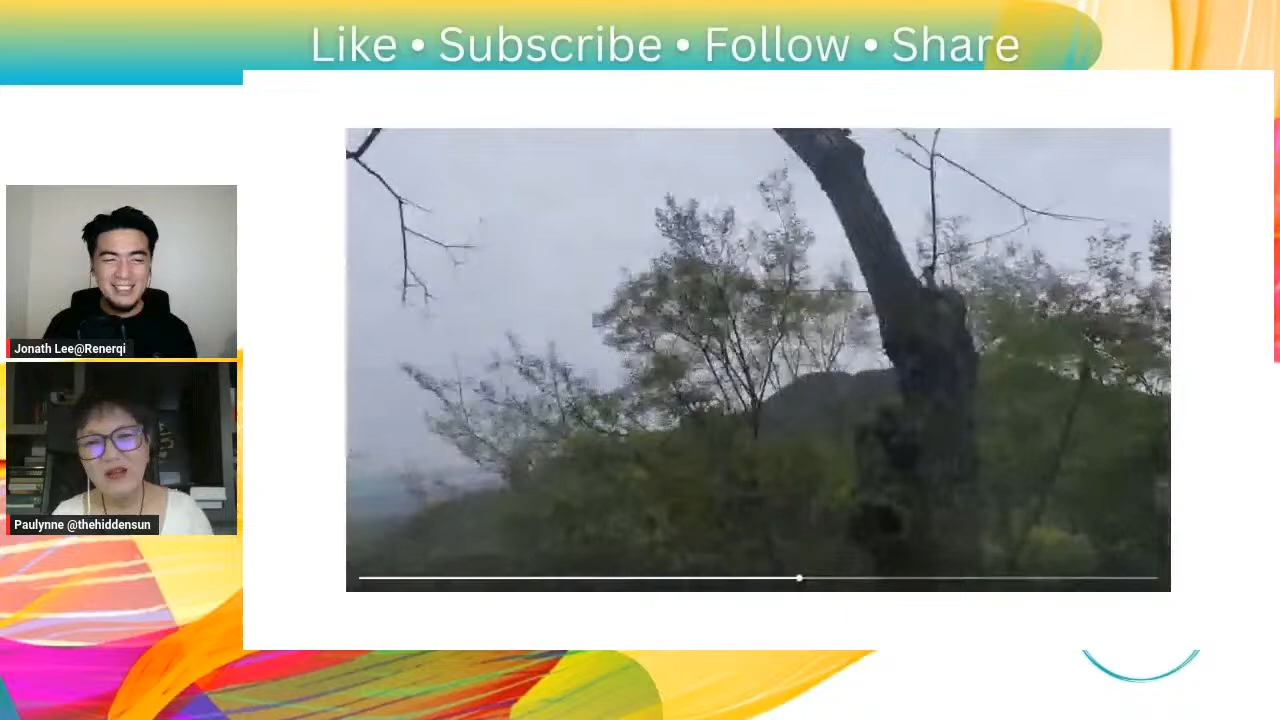 Like • Subscribe • Follow • Share
Jonath Lee@Renerqi
Paulynne @thehiddensun